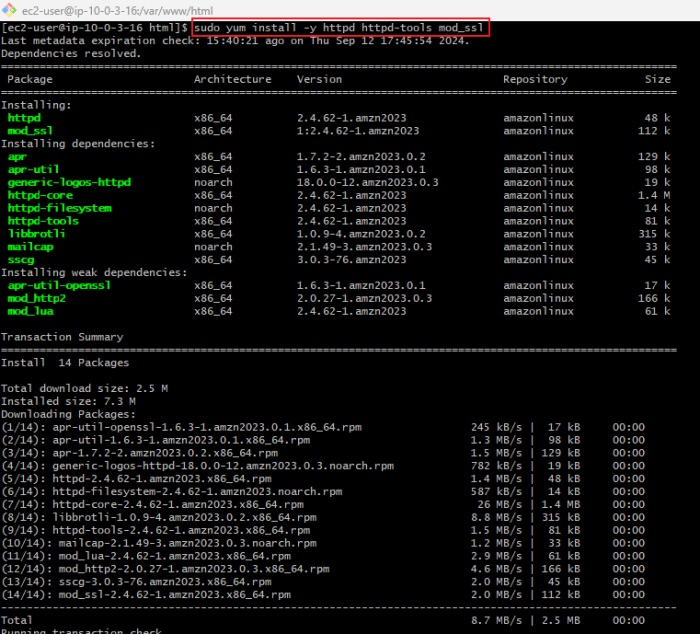 ec2-user@ip-10-0-3-16:/var/www/html
[ec2-user@ip-10-0-3-16 html]$ sudo yum install -y httpd httpd-tools mod_ssl
Last metadata expiration check: 15:40:21 ago on Thu Sep 12 17:45:54 2024.
Dependencies resolved.
================================================================================
Package Architecture Version Repository Size
================================================================================
Installing:
httpd x86_64 2.4.62-1.amzn2023 amazonlinux 48 k
mod_ssl x86_64 1:2.4.62-1.amzn2023 amazonlinux 112 k
Installing dependencies:
apr x86_64 1.7.2-2.amzn2023.0.2 amazonlinux 129 k
apr-util x86_64 1.6.3-1.amzn2023.0.1 amazonlinux 98 k
generic-logos-httpd noarch 18.0.0-12.amzn2023.0.3 amazonlinux 19 k
httpd-core x86_64 2.4.62-1.amzn2023 amazonlinux 1.4 M
httpd-filesystem noarch 2.4.62-1.amzn2023 amazonlinux 14 k
httpd-tools x86_64 2.4.62-1.amzn2023 amazonlinux 81 k
libbrotli x86_64 1.0.9-4.amzn2023.0.2 amazonlinux 315 k
mailcap noarch 2.1.49-3.amzn2023.0.3 amazonlinux 33 k
sscg x86_64 3.0.3-76.amzn2023 amazonlinux 45 k
Installing weak dependencies:
apr-util-openssl x86_64 1.6.3-1.amzn2023.0.1 amazonlinux 17 k
mod_http2 x86_64 2.0.27-1.amzn2023.0.3 amazonlinux 166 k
mod_lua x86_64 2.4.62-1.amzn2023 amazonlinux 61 k
Transaction Summary
================================================================================
Install 14 Packages
Total download size: 2.5 M
Installed size: 7.3 M
Downloading Packages:
(1/14): apr-util-openssl-1.6.3-1.amzn2023.0.1.x86_64.rpm 245 kB/s | 17 kB 00:00
(2/14): apr-util-1.6.3-1.amzn2023.0.1.x86_64.rpm 1.3 MB/s | 98 kB 00:00
(3/14): apr-1.7.2-2.amzn2023.0.2.x86_64.rpm 1.5 MB/s | 129 kB 00:00
(4/14): generic-logos-httpd-18.0.0-12.amzn2023.0.3.noarch.rpm 782 kB/s | 19 kB 00:00
(5/14): httpd-2.4.62-1.amzn2023.x86_64.rpm 1.4 MB/s | 48 kB 00:00
(6/14): httpd-filesystem-2.4.62-1.amzn2023.noarch.rpm 587 kB/s | 14 kB 00:00
(7/14): httpd-core-2.4.62-1.amzn2023.x86_64.rpm 26 MB/s | 1.4 MB 00:00
(8/14): libbrotli-1.0.9-4.amzn2023.0.2.x86_64.rpm 8.8 MB/s | 315 kB 00:00
(9/14): httpd-tools-2.4.62-1.amzn2023.x86_64.rpm 1.5 MB/s | 81 kB 00:00
(10/14): mailcap-2.1.49-3.amzn2023.0.3.noarch.rpm 1.2 MB/s | 33 kB 00:00
(11/14): mod_lua-2.4.62-1.amzn2023.x86_64.rpm 2.9 MB/s | 61 kB 00:00
(12/14): mod_http2-2.0.27-1.amzn2023.0.3.x86_64.rpm 4.6 MB/s | 166 kB 00:00
(13/14): sscg-3.0.3-76.amzn2023.x86_64.rpm 2.0 MB/s | 45 kB 00:00
(14/14): mod_ssl-2.4.62-1.amzn2023.x86_64.rpm 2.0 MB/s | 112 kB 00:00
--------------------------------------------------------------------------------
Total 8.7 MB/s | 2.5 MB 00:00
Running transaction check